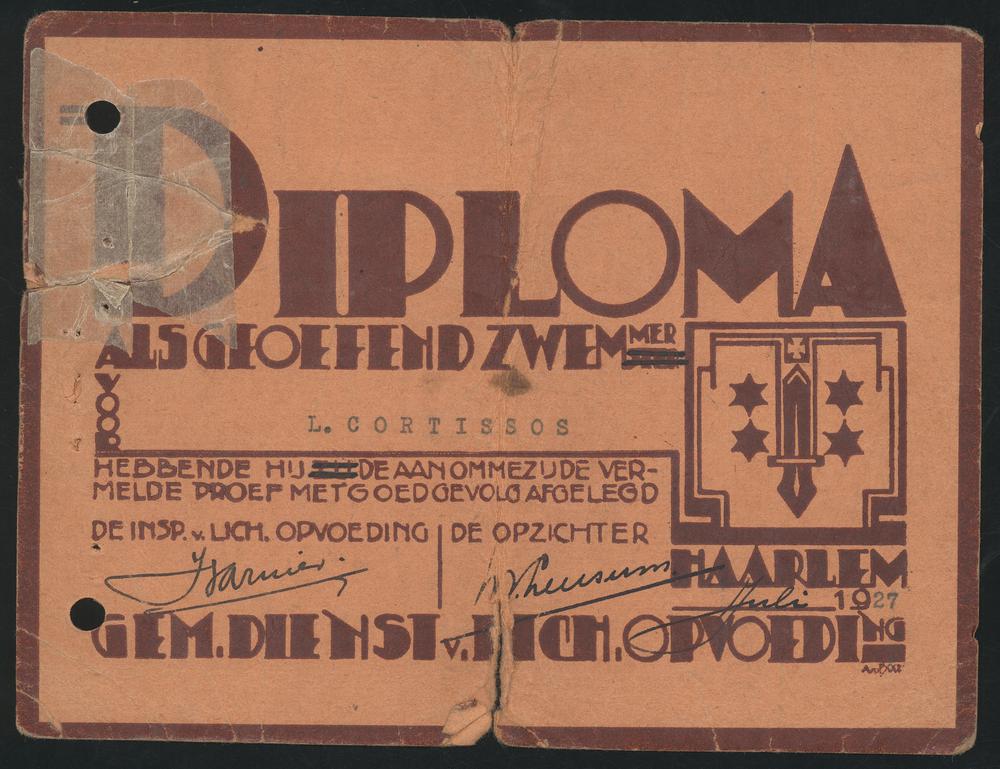 DIPLOMA
ALS GEOEFEND ZWEMMER
VOOR
L. CORTISSOS
HEBBENDE HIJ DE AAN OMMEZIJDE VER-
MELDE PROEF MET GOED GEVOLG AFGELEGD
DE INSP. v. LICH. OPVOEDING
DE OPZICHTER
HAARLEM
Juli 1927
GEM. DIENST v. LICH. OPVOEDING